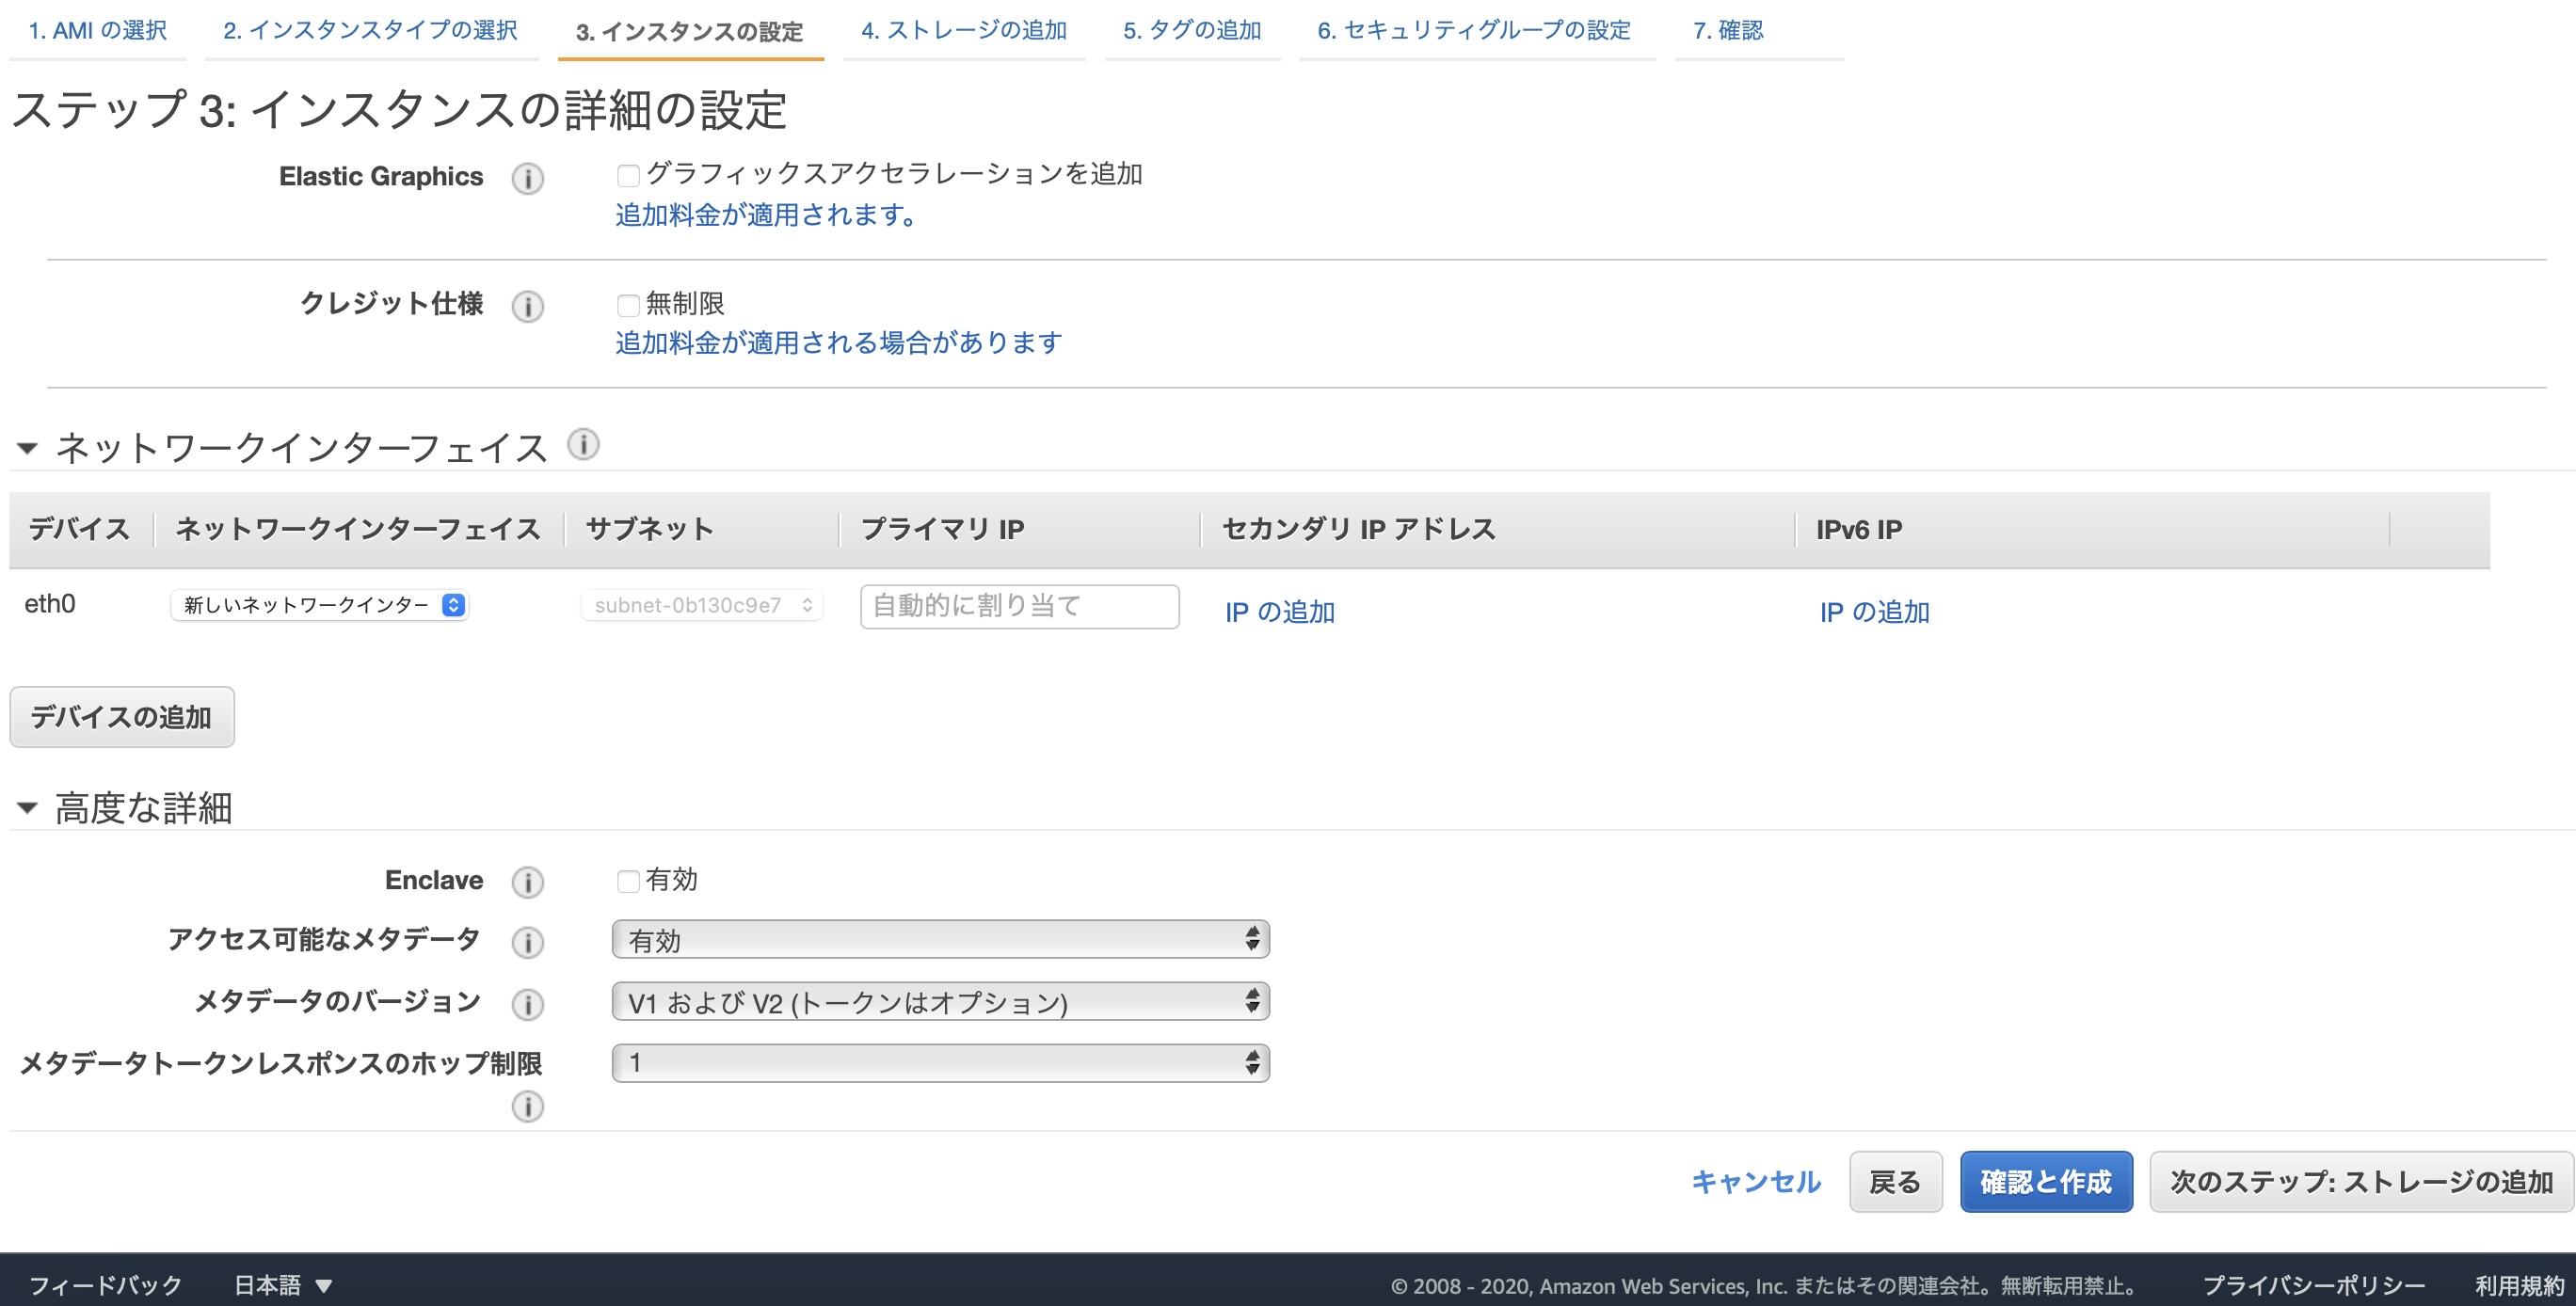 1. AMI の選択 2. インスタンスタイプの選択 3. インスタンスの設定 4. ストレージの追加 5. タグの追加 6. セキュリティグループの設定 7. 確認
ステップ 3: インスタンスの詳細の設定
Elastic Graphics グラフィックスアクセラレーションを追加
追加料金が適用されます。
クレジット仕様 無制限
追加料金が適用される場合があります
ネットワークインターフェイス
デバイス ネットワークインターフェイス サブネット プライマリ IP セカンダリ IP アドレス IPv6 IP
eth0 新しいネットワークインター subnet-0b130c9e7 自動的に割り当て IP の追加 IP の追加
デバイスの追加
高度な詳細
Enclave 有効
アクセス可能なメタデータ 有効
メタデータのバージョン V1 および V2 (トークンはオプション)
メタデータトークンレスポンスのホップ制限 1
キャンセル 戻る 確認と作成 次のステップ: ストレージの追加
フィードバック 日本語 © 2008 - 2020, Amazon Web Services, Inc. またはその関連会社。無断転用禁止。 プライバシーポリシー 利用規約